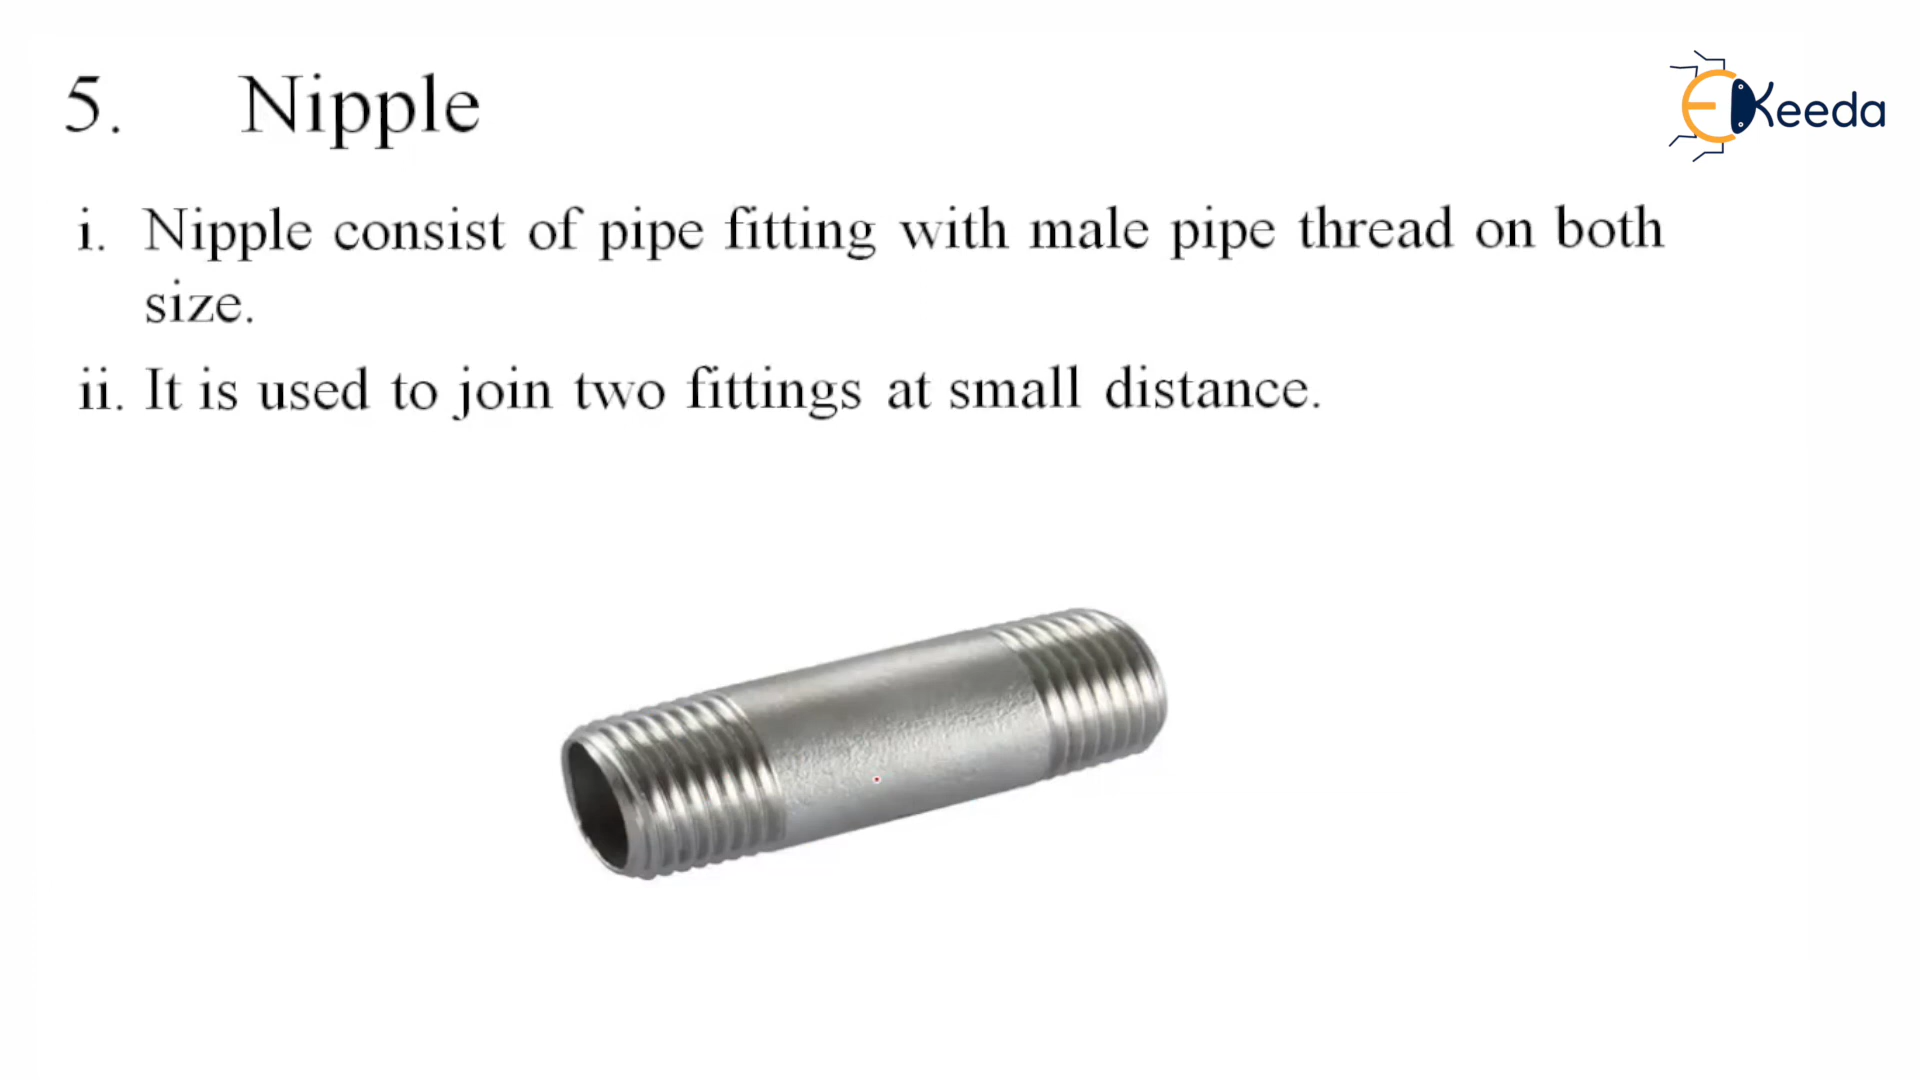 5. Nipple
EKeeda
i. Nipple consist of pipe fitting with male pipe thread on both
size.
ii. It is used to join two fittings at small distance.